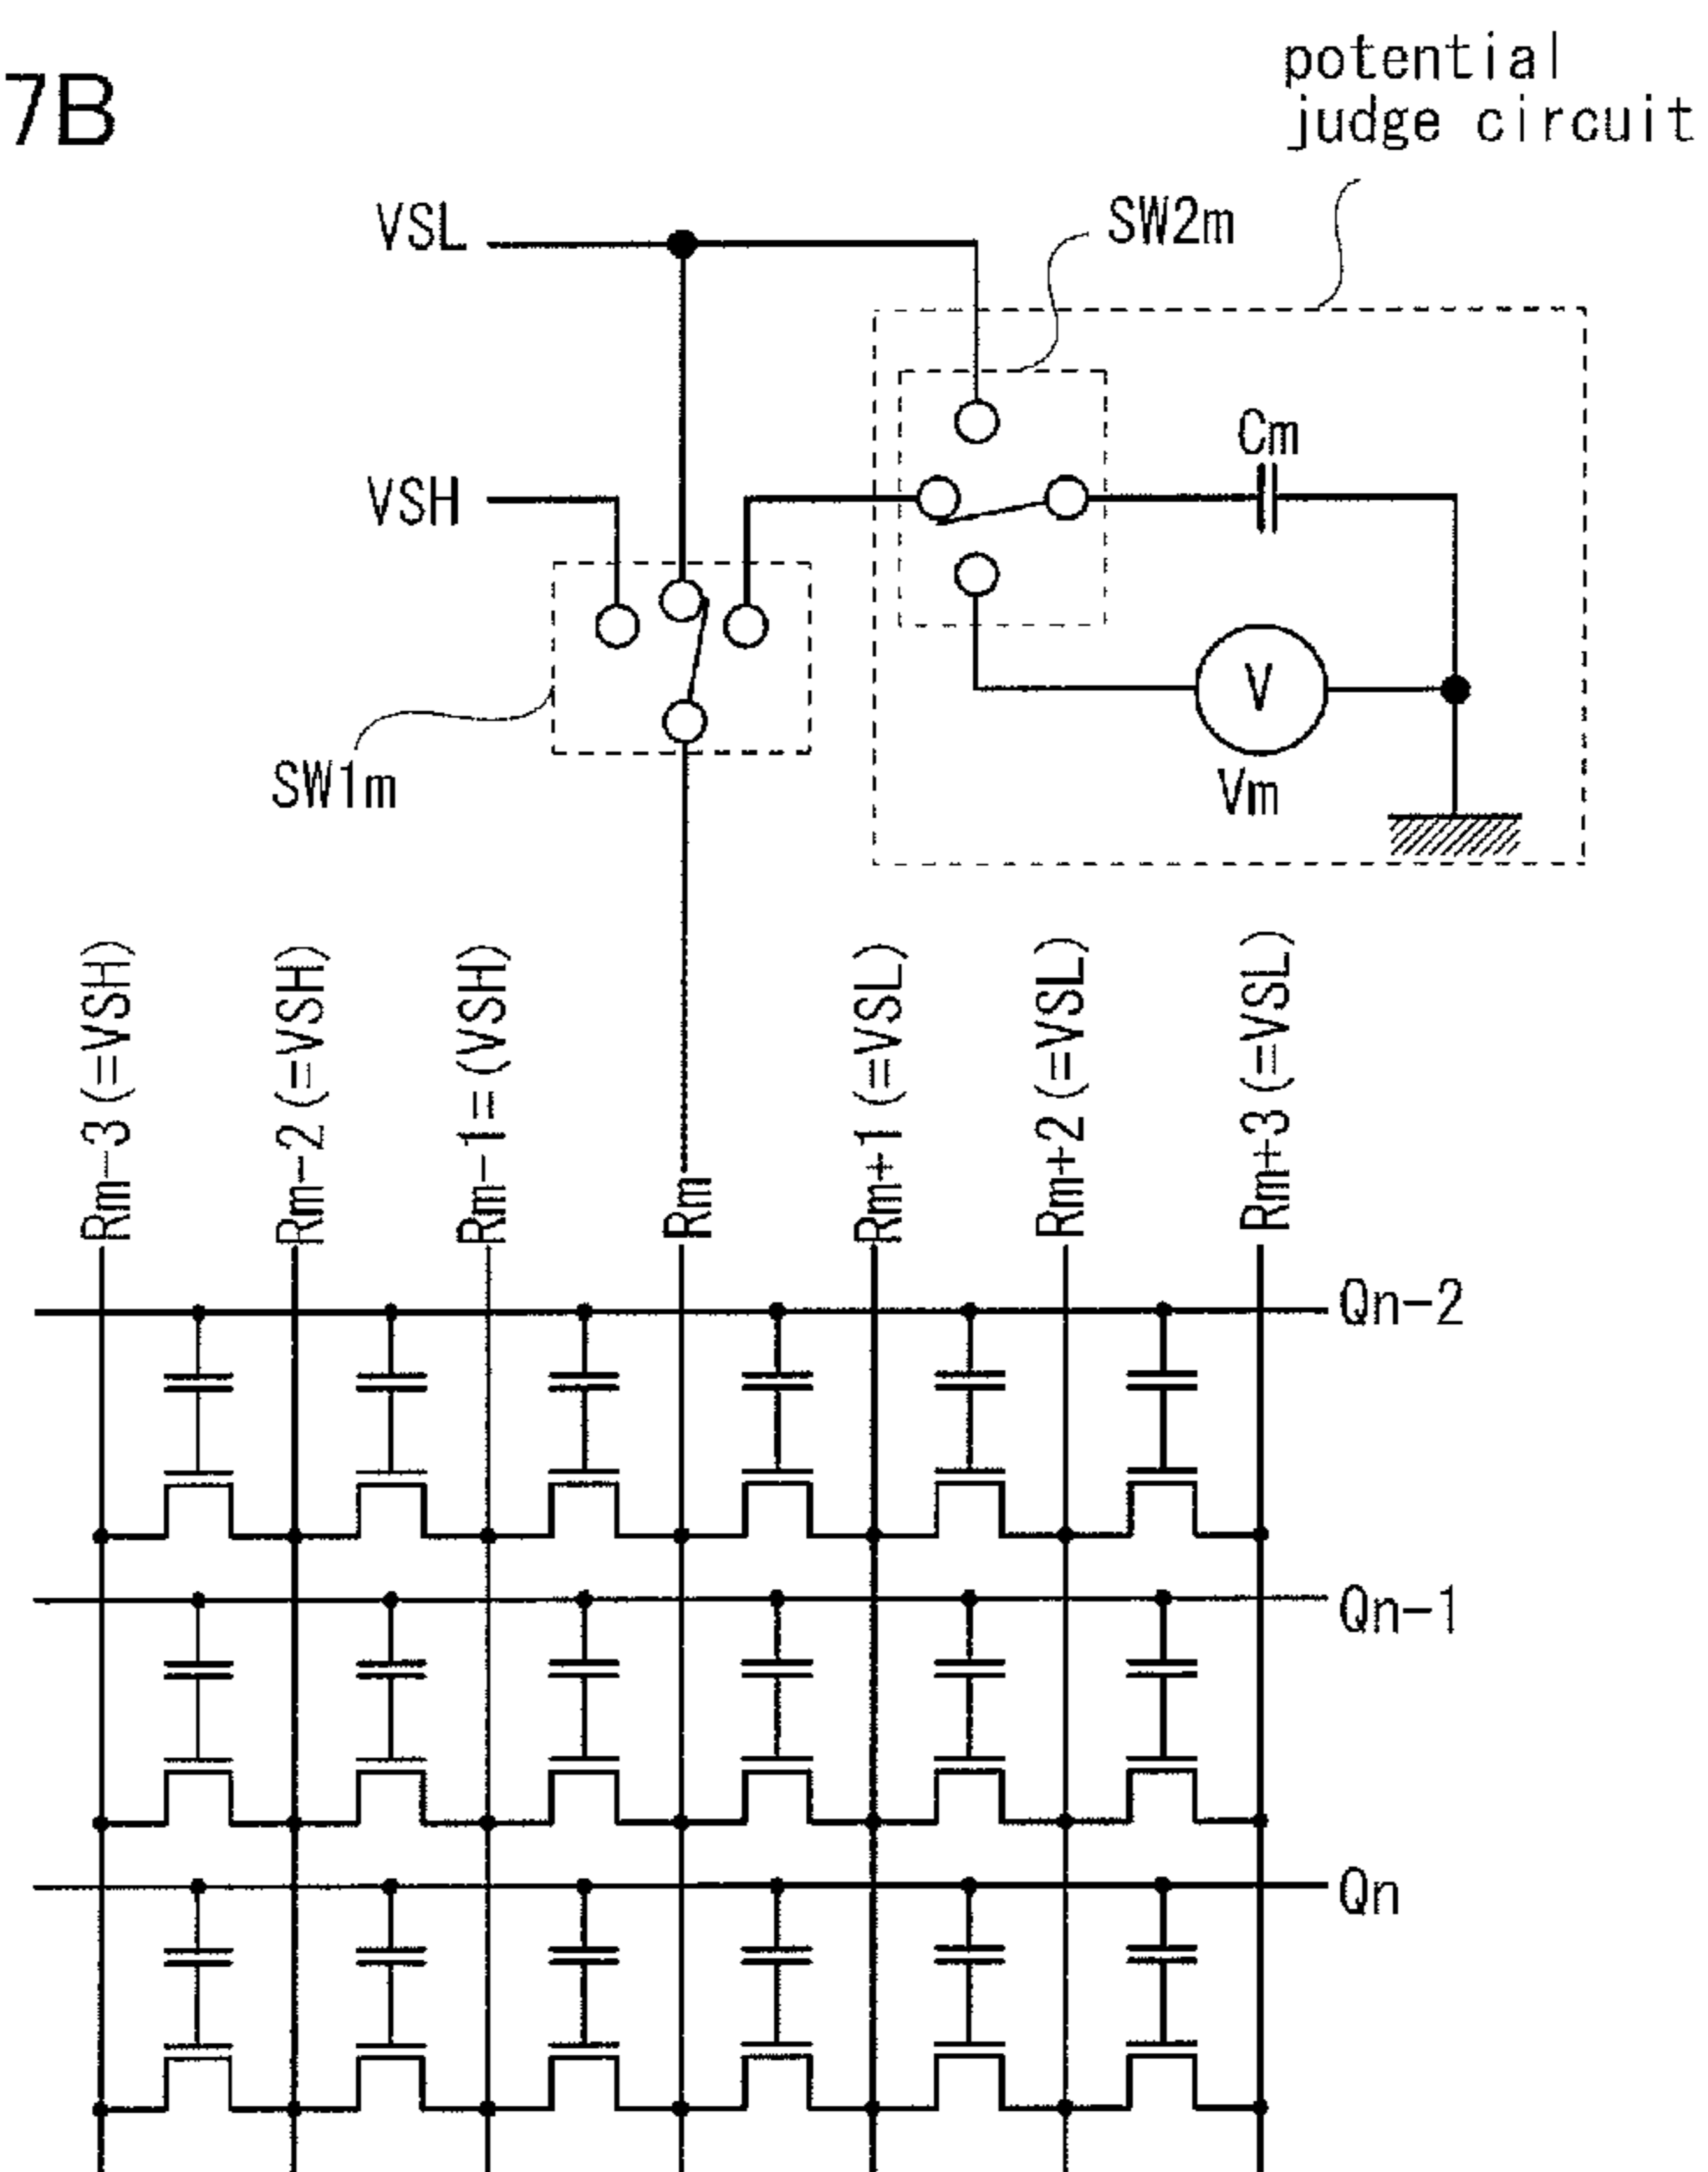 7B
potential
judge circuit
VSL
SW2m
Cm
VSH
V
Vm
SW1m
Rm-3 (=VSH)
Rm-2 (=VSH)
Rm-1= (VSH)
Rm
Rm+1 (=VSL)
Rm+2 (=VSL)
Rm+3 (=VSL)
Qn-2
Qn-1
Qn